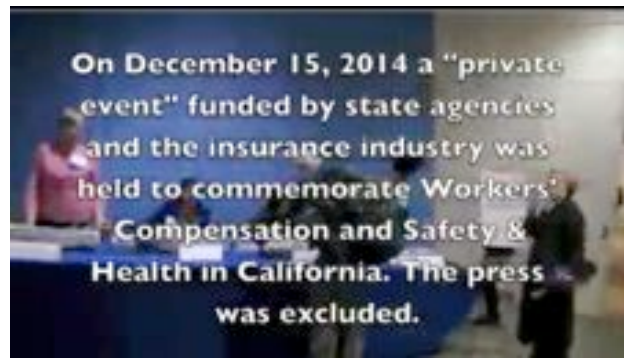 On December 15, 2014 a "private
event" funded by state agencies
and the insurance industry was
held to commemorate Workers'
Compensation and Safety &
Health in California. The press
was excluded.